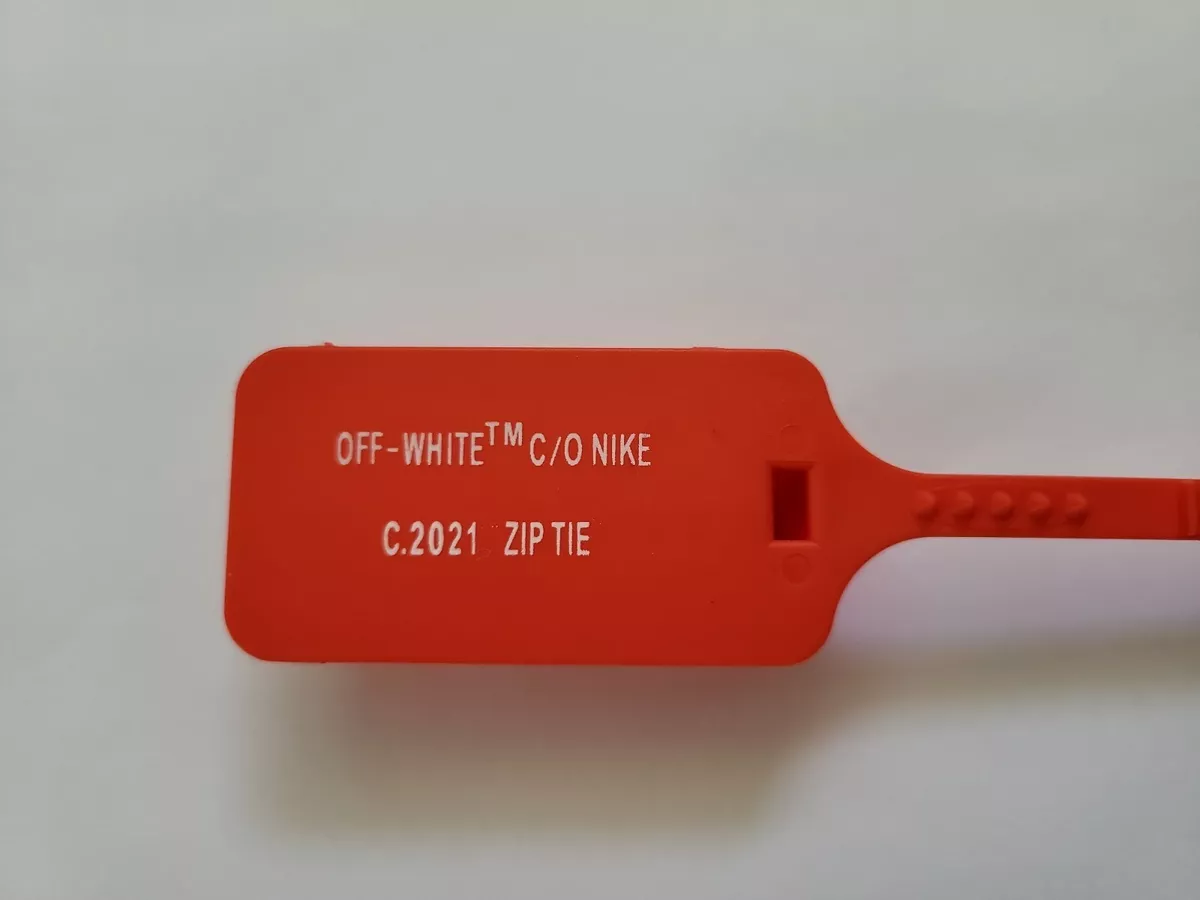 OFF-WHITE™ C/O NIKE
C.2021 ZIP TIE